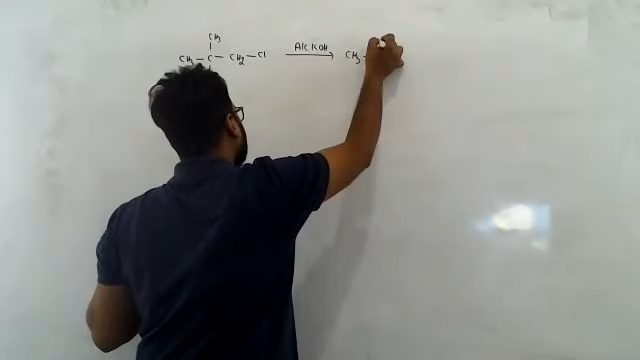 CH3
CH3 - C - CH2 - Cl Alc KOH → CH3 -